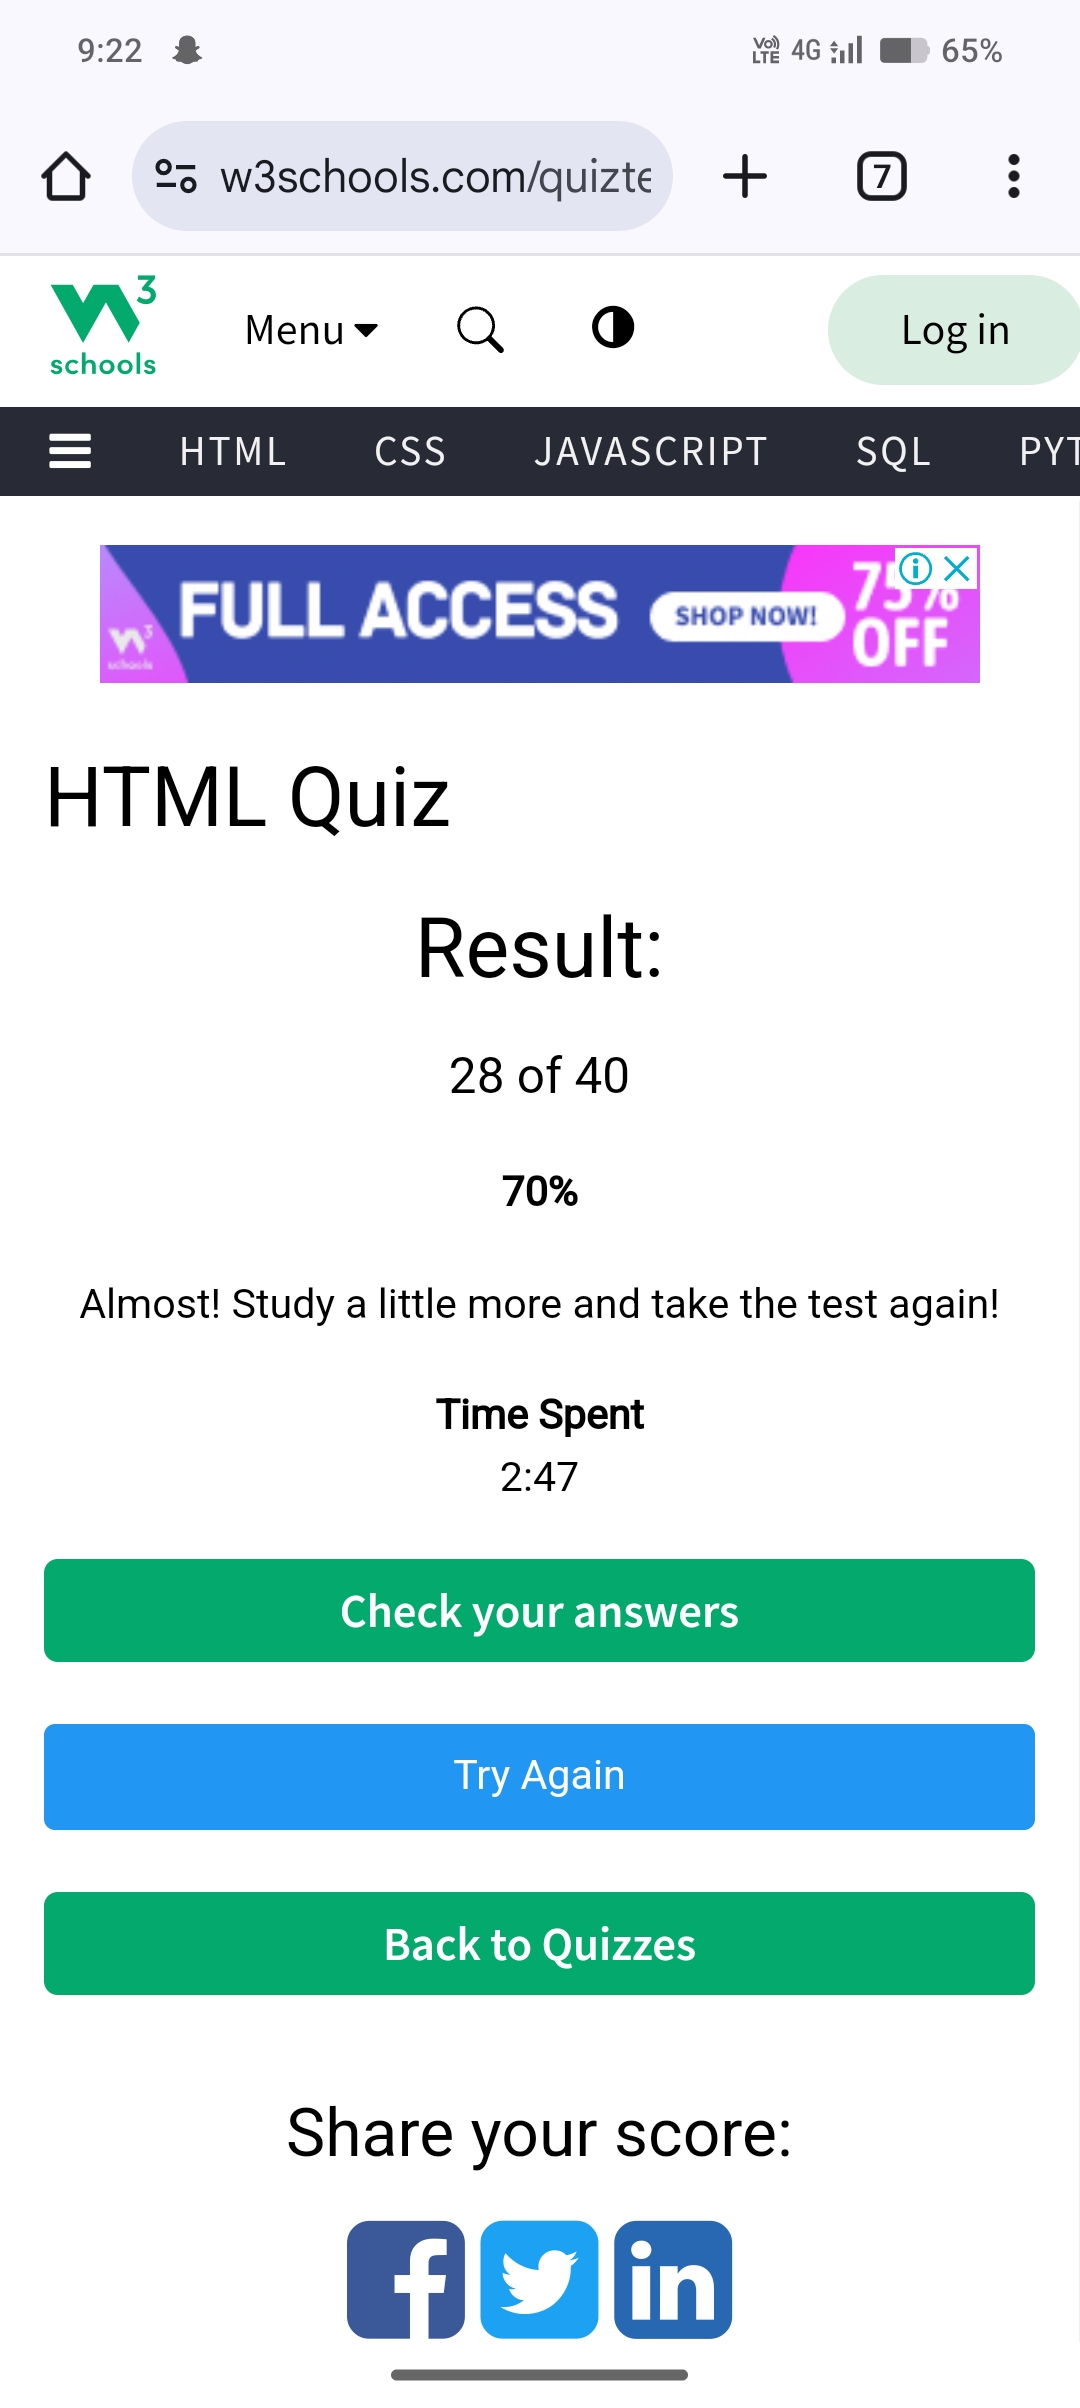 9:22 Vo) LTE 4G 65%
w3schools.com/quizte 7
W3 schools Menu Log in
HTML CSS JAVASCRIPT SQL PYT
W3 schools FULL ACCESS SHOP NOW! 75% OFF
HTML Quiz
Result:
28 of 40
70%
Almost! Study a little more and take the test again!
Time Spent
2:47
Check your answers
Try Again
Back to Quizzes
Share your score:
f in